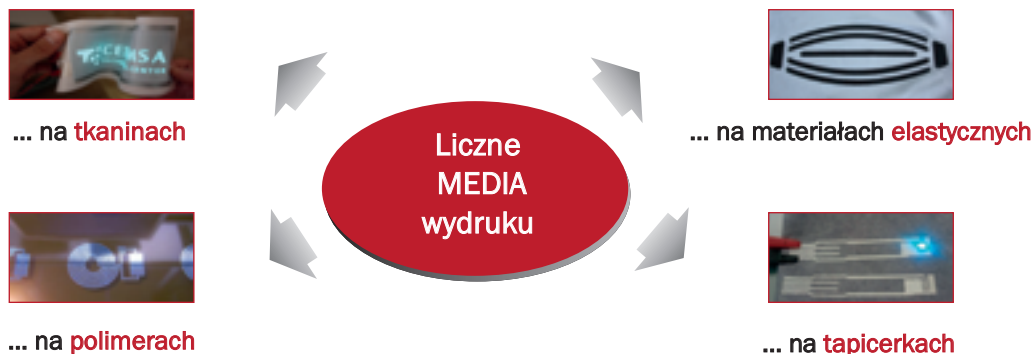 ... na tkaninach
... na materiałach elastycznych
Liczne
MEDIA
wydruku
... na polimerach
... na tapicerkach